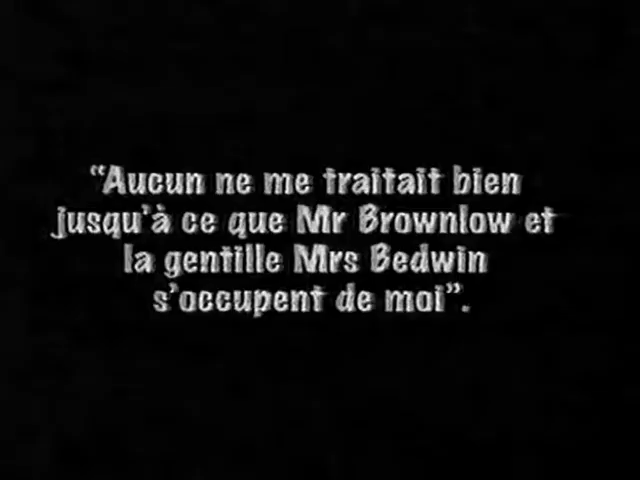 “Aucun ne me traitait bien
jusqu'à ce que Mr Brownlow et
la gentille Mrs Bedwin
s'occupent de moi”.